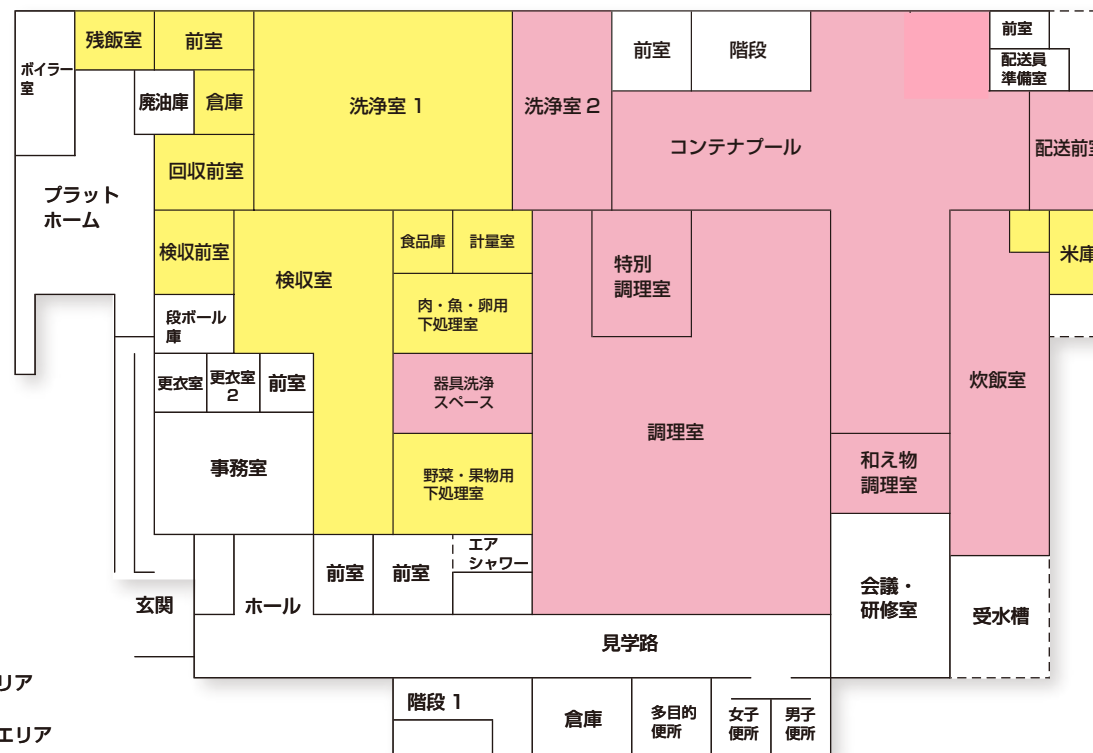 ボイラー
室
残飯室
前室
廃油庫
倉庫
洗浄室 1
洗浄室 2
前室
階段
前室
配送員
準備室
コンテナプール
配送前室
回収前室
プラット
ホーム
検収前室
検収室
食品庫
計量室
特別
調理室
米庫
肉・魚・卵用
下処理室
段ボール
庫
更衣室
更衣室
2
前室
器具洗浄
スペース
調理室
炊飯室
事務室
野菜・果物用
下処理室
和え物
調理室
エア
シャワー
前室
前室
玄関
ホール
会議・
研修室
受水槽
見学路
リア
エリア
階段 1
倉庫
多目的
便所
女子
便所
男子
便所